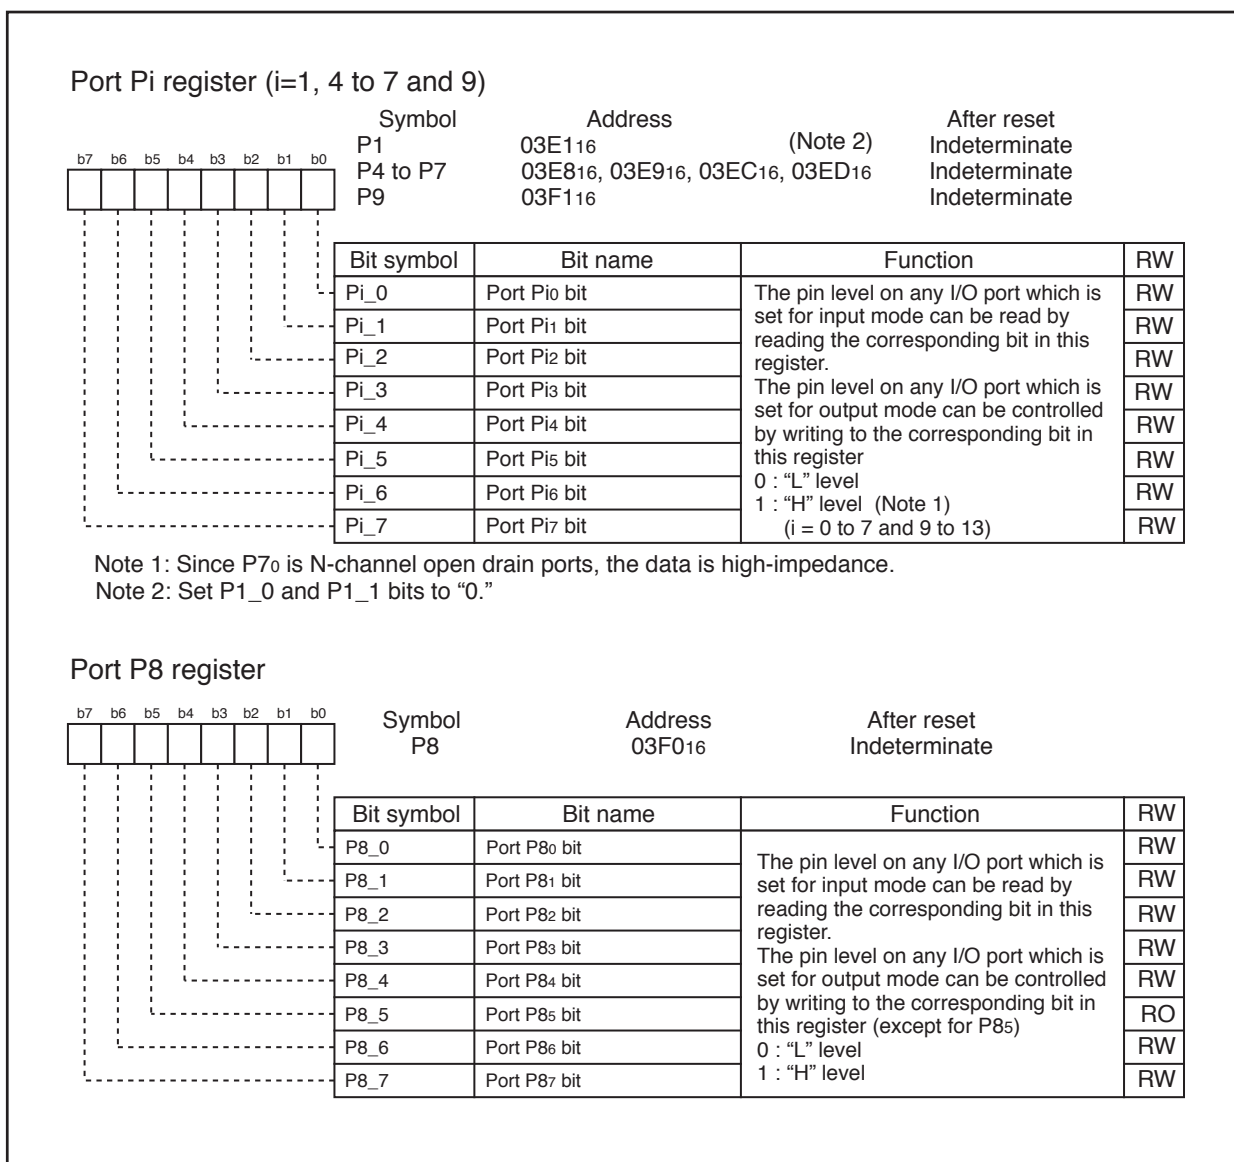 Port Pi register (i=1, 4 to 7 and 9)
Symbol Address After reset
P1 03E116 (Note 2) Indeterminate
P4 to P7 03E816, 03E916, 03EC16, 03ED16 Indeterminate
P9 03F116 Indeterminate
b7 b6 b5 b4 b3 b2 b1 b0
Bit symbol Bit name Function RW
Pi_0 Port Pi0 bit RW
Pi_1 Port Pi1 bit RW
Pi_2 Port Pi2 bit RW
Pi_3 Port Pi3 bit RW
Pi_4 Port Pi4 bit RW
Pi_5 Port Pi5 bit RW
Pi_6 Port Pi6 bit RW
Pi_7 Port Pi7 bit RW
The pin level on any I/O port which is
set for input mode can be read by
reading the corresponding bit in this
register.
The pin level on any I/O port which is
set for output mode can be controlled
by writing to the corresponding bit in
this register
0 : “L” level
1 : “H” level (Note 1)
(i = 0 to 7 and 9 to 13)
Note 1: Since P70 is N-channel open drain ports, the data is high-impedance.
Note 2: Set P1_0 and P1_1 bits to “0.”
Port P8 register
b7 b6 b5 b4 b3 b2 b1 b0
Symbol Address After reset
P8 03F016 Indeterminate
Bit symbol Bit name Function RW
P8_0 Port P80 bit RW
P8_1 Port P81 bit RW
P8_2 Port P82 bit RW
P8_3 Port P83 bit RW
P8_4 Port P84 bit RW
P8_5 Port P85 bit RO
P8_6 Port P86 bit RW
P8_7 Port P87 bit RW
The pin level on any I/O port which is
set for input mode can be read by
reading the corresponding bit in this
register.
The pin level on any I/O port which is
set for output mode can be controlled
by writing to the corresponding bit in
this register (except for P85)
0 : “L” level
1 : “H” level